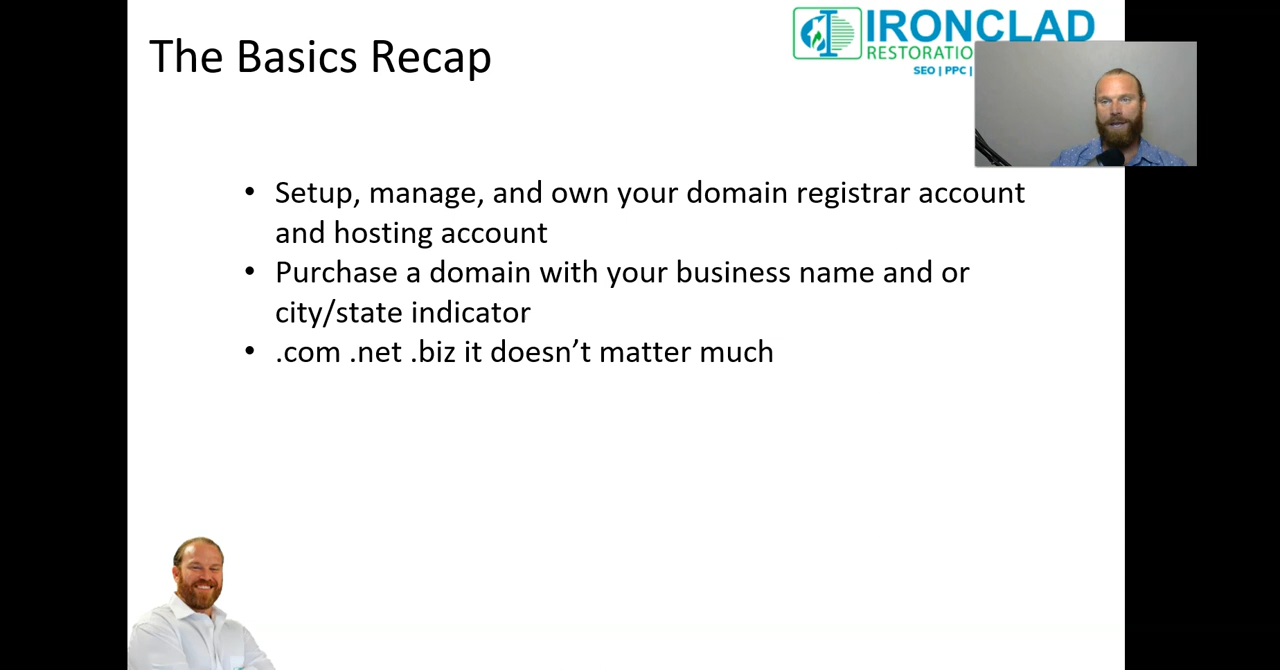 The Basics Recap
IRONCLAD
SEO | PPC |
Setup, manage, and own your domain registrar account
and hosting account
Purchase a domain with your business name and or
city/state indicator
.com .net .biz it doesn’t matter much